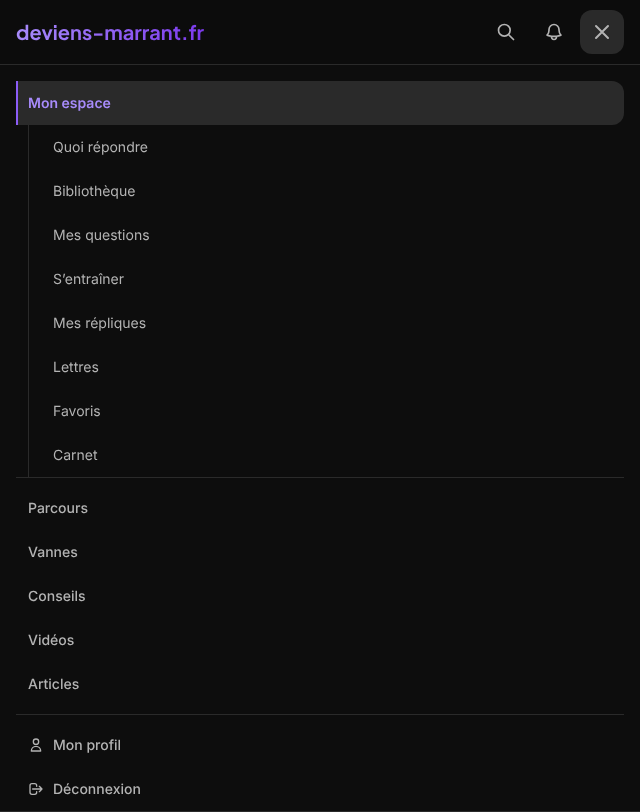 deviens-marrant.fr
Mon espace
Quoi répondre
Bibliothèque
Mes questions
S’entraîner
Mes répliques
Lettres
Favoris
Carnet
Parcours
Vannes
Conseils
Vidéos
Articles
Mon profil
Déconnexion